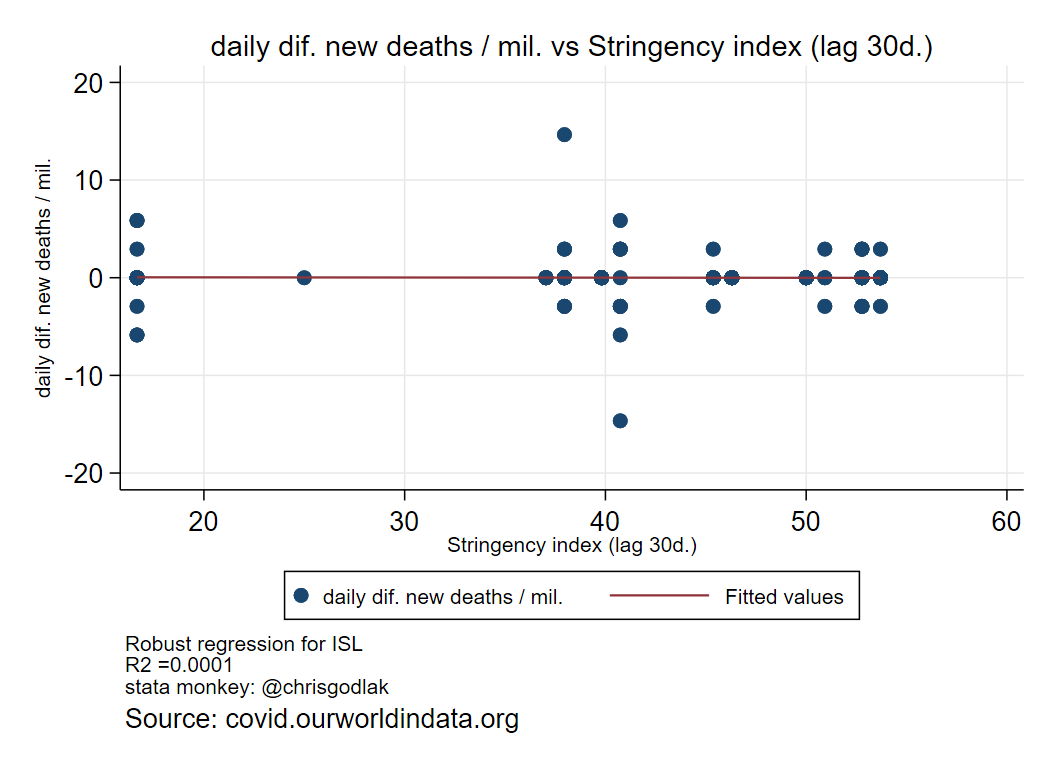 daily dif. new deaths / mil. vs Stringency index (lag 30d.)
daily dif. new deaths / mil.
20
10
0
-10
-20
20 30 40 50 60
Stringency index (lag 30d.)
daily dif. new deaths / mil. Fitted values
Robust regression for ISL
R2 =0.0001
stata monkey: @chrisgodlak
Source: covid.ourworldindata.org